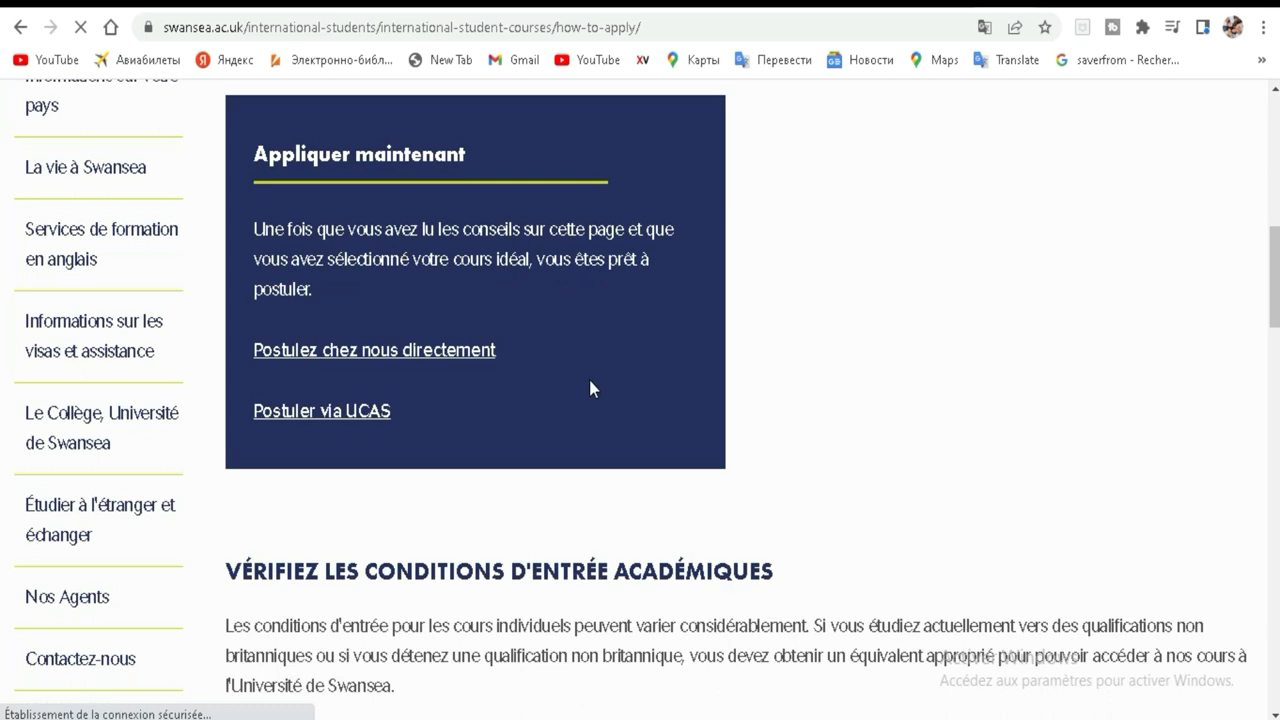 swansea.ac.uk/international-students/international-student-courses/how-to-apply/
YouTube Авиабилеты Яндекс Электронно-библ... New Tab Gmail YouTube XV Карты Перевести Новости Maps Translate saverfrom - Recher... »
Informations sur votre
pays
La vie à Swansea
Services de formation
en anglais
Informations sur les
visas et assistance
Le Collège, Université
de Swansea
Étudier à l'étranger et
échanger
Nos Agents
Contactez-nous
Appliquer maintenant
Une fois que vous avez lu les conseils sur cette page et que
vous avez sélectionné votre cours idéal, vous êtes prêt à
postuler.
Postulez chez nous directement
Postuler via UCAS
VÉRIFIEZ LES CONDITIONS D'ENTRÉE ACADÉMIQUES
Les conditions d'entrée pour les cours individuels peuvent varier considérablement. Si vous étudiez actuellement vers des qualifications non
britanniques ou si vous détenez une qualification non britannique, vous devez obtenir un équivalent approprié pour pouvoir accéder à nos cours à
l'Université de Swansea.
Activer Windows
Accédez aux paramètres pour activer Windows.
Établissement de la connexion sécurisée...